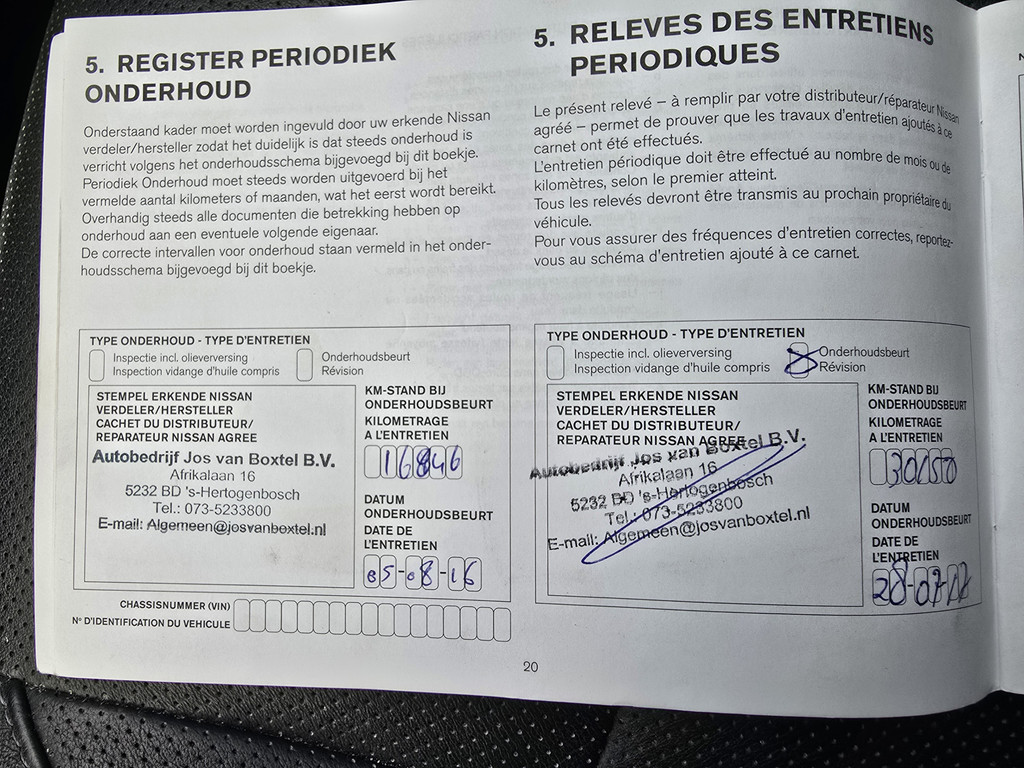 5. REGISTER PERIODIEK
ONDERHOUD
Onderstaand kader moet worden ingevuld door uw erkende Nissan
verdeler/hersteller zodat het duidelijk is dat steeds onderhoud is
verricht volgens het onderhoudsschema bijgevoegd bij dit boekje.
Periodiek Onderhoud moet steeds worden uitgevoerd bij het
vermelde aantal kilometers of maanden, wat het eerst wordt bereikt.
Overhandig steeds alle documenten die betrekking hebben op
onderhoud aan een eventuele volgende eigenaar.
De correcte intervallen voor onderhoud staan vermeld in het onder-
houdsschema bijgevoegd bij dit boekje.
TYPE ONDERHOUD - TYPE D'ENTRETIEN
Inspectie incl. olieverversing
Inspection vidange d'huile compris
Onderhoudsbeurt
Révision
STEMPEL ERKENDE NISSAN
VERDELER/HERSTELLER
CACHET DU DISTRIBUTEUR/
REPARATEUR NISSAN AGREE
Autobedrijf Jos van Boxtel B.V.
Afrikalaan 16
5232 BD 's-Hertogenbosch
Tel.: 073-5233800
E-mail: Algemeen@josvanboxtel.nl
KM-STAND BIJ
ONDERHOUDSBEURT
KILOMETRAGE
A L'ENTRETIEN
16846
DATUM
ONDERHOUDSBEURT
DATE DE
L'ENTRETIEN
05-08-16
CHASSISNUMMER (VIN)
N° D'IDENTIFICATION DU VEHICULE
5. RELEVES DES ENTRETIENS
PERIODIQUES
Le présent relevé – à remplir par votre distributeur/réparateur Nissan
agréé – permet de prouver que les travaux d'entretien ajoutés à ce
carnet ont été effectués.
L'entretien périodique doit être effectué au nombre de mois ou de
kilomètres, selon le premier atteint.
Tous les relevés devront être transmis au prochain propriétaire du
véhicule.
Pour vous assurer des fréquences d'entretien correctes, reportez-
vous au schéma d'entretien ajouté à ce carnet.
TYPE ONDERHOUD - TYPE D'ENTRETIEN
Inspectie incl. olieverversing
Inspection vidange d'huile compris
Onderhoudsbeurt
Révision
STEMPEL ERKENDE NISSAN
VERDELER/HERSTELLER
CACHET DU DISTRIBUTEUR/
REPARATEUR NISSAN AGREE
Autobedrijf Jos van Boxtel B.V.
Afrikalaan 16
5232 BD 's-Hertogenbosch
Tel.: 073-5233800
E-mail: Algemeen@josvanboxtel.nl
KM-STAND BIJ
ONDERHOUDSBEURT
KILOMETRAGE
A L'ENTRETIEN
DATUM
ONDERHOUDSBEURT
DATE DE
L'ENTRETIEN
28-07-17
20